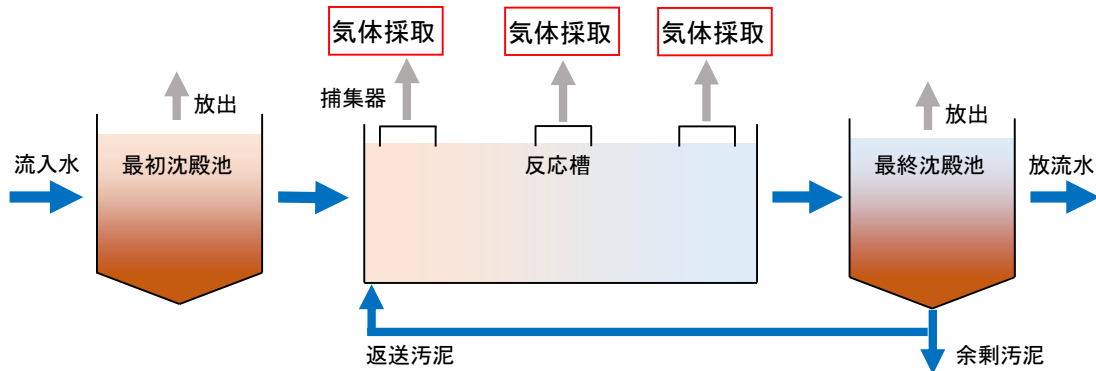 気体採取
気体採取
気体採取
放出
捕集器
放出
流入水
最初沈殿池
反応槽
最終沈殿池
放流水
返送汚泥
余剰汚泥